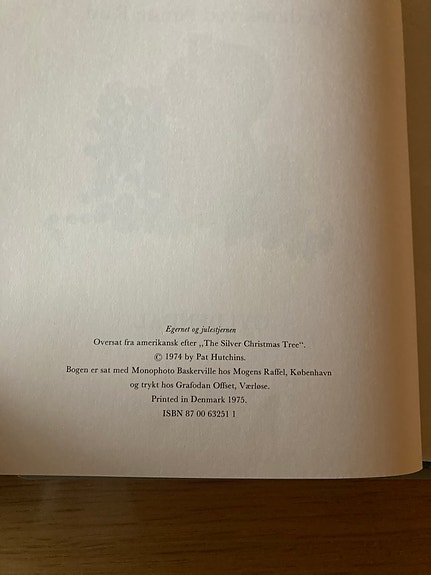 Egernet og julestjernen
Oversat fra amerikansk efter ,,The Silver Christmas Tree“.
© 1974 by Pat Hutchins.
Bogen er sat med Monophoto Baskerville hos Mogens Raffel, København
og trykt hos Grafodan Offset, Værløse.
Printed in Denmark 1975.
ISBN 87 00 63251 1